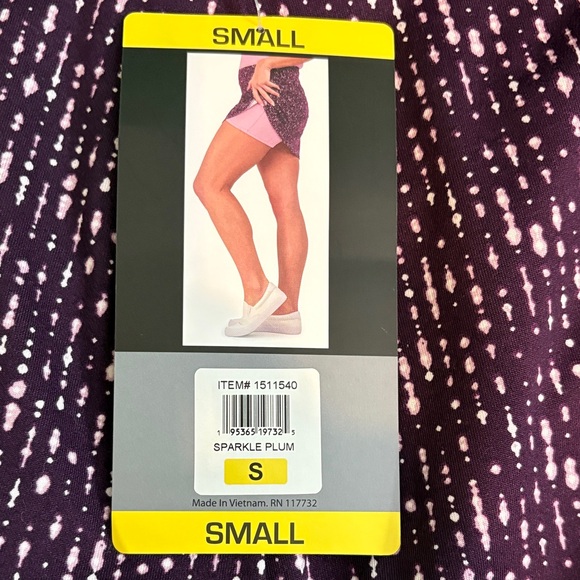 SMALL
ITEM# 1511540
1 95365 19732 5
SPARKLE PLUM
S
Made In Vietnam. RN 117732
SMALL